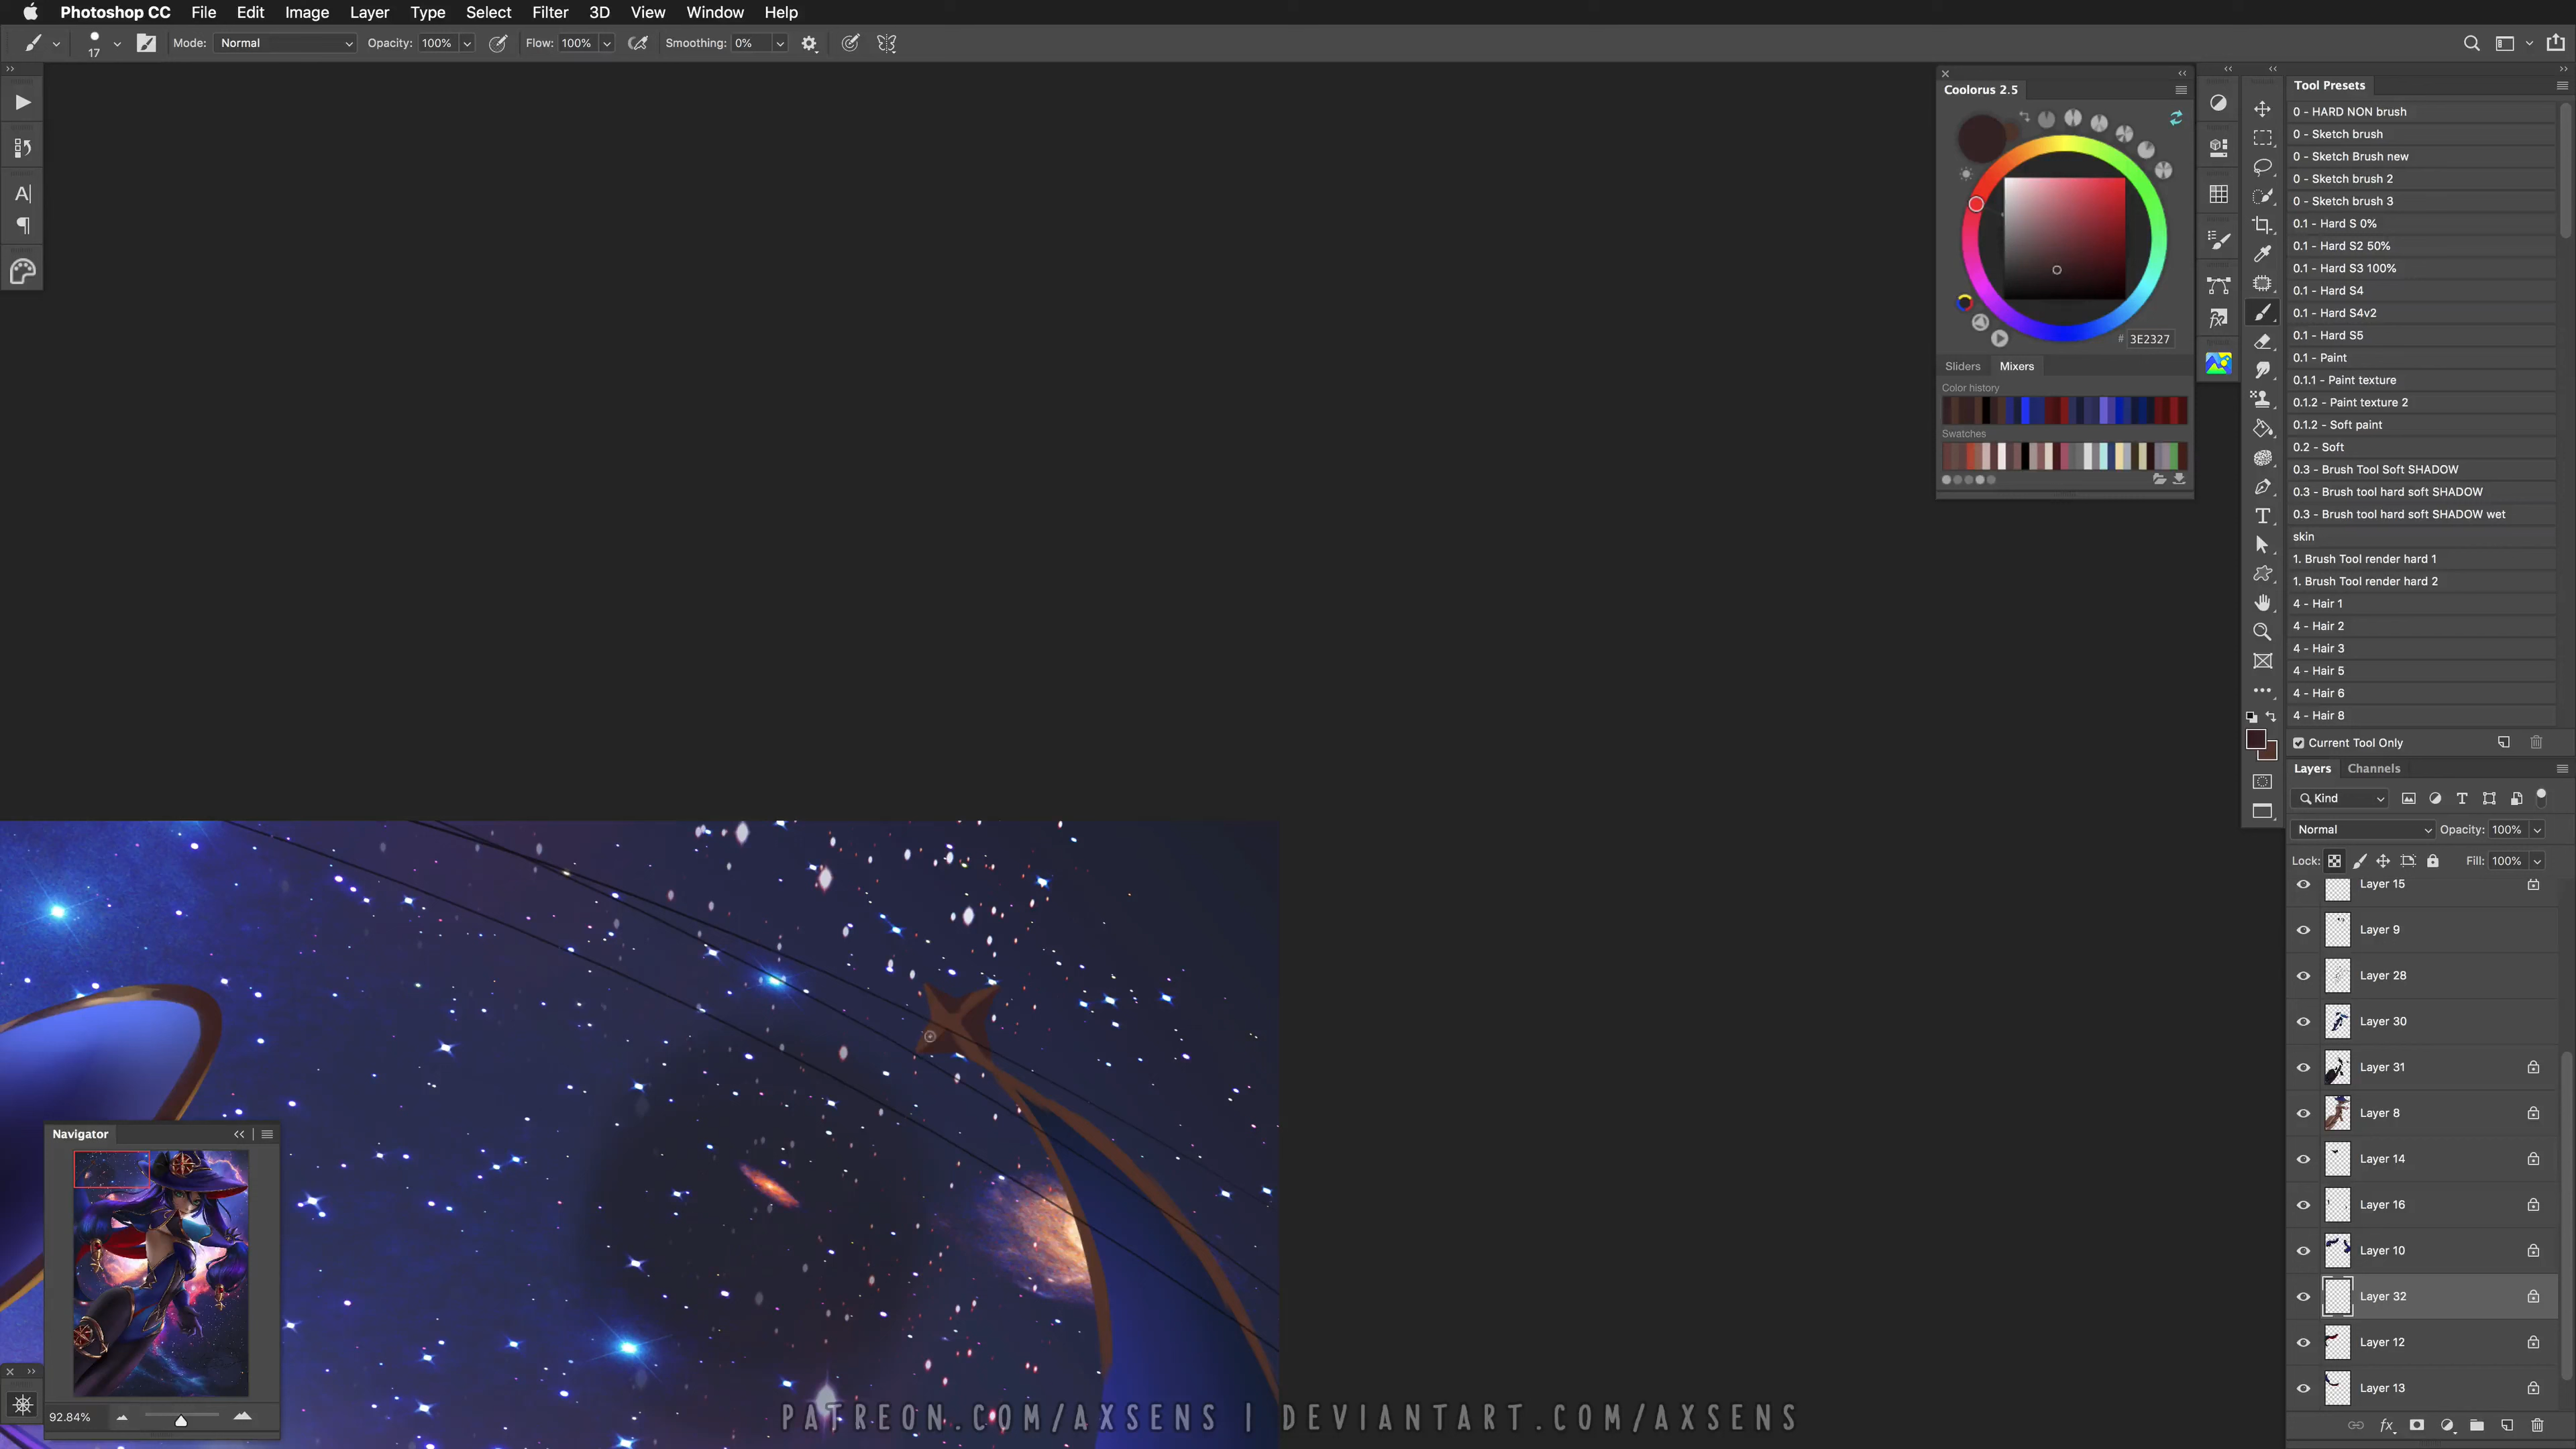 Photoshop CC File Edit Image Layer Type Select Filter 3D View Window Help
17 Mode: Normal Opacity: 100% Flow: 100% Smoothing: 0%
Coolorus 2.5
# 3E2327
Sliders Mixers
Color history
Swatches
Tool Presets
0 - HARD NON brush
0 - Sketch brush
0 - Sketch Brush new
0 - Sketch brush 2
0 - Sketch brush 3
0.1 - Hard S 0%
0.1 - Hard S2 50%
0.1 - Hard S3 100%
0.1 - Hard S4
0.1 - Hard S4v2
0.1 - Hard S5
0.1 - Paint
0.1.1 - Paint texture
0.1.2 - Paint texture 2
0.1.2 - Soft paint
0.2 - Soft
0.3 - Brush Tool Soft SHADOW
0.3 - Brush tool hard soft SHADOW
0.3 - Brush tool hard soft SHADOW wet
skin
1. Brush Tool render hard 1
1. Brush Tool render hard 2
4 - Hair 1
4 - Hair 2
4 - Hair 3
4 - Hair 5
4 - Hair 6
4 - Hair 8
Current Tool Only
Layers Channels
Kind
Normal Opacity: 100%
Lock: Fill: 100%
Layer 15
Layer 9
Layer 28
Layer 30
Layer 31
Layer 8
Layer 14
Layer 16
Layer 10
Layer 32
Layer 12
Layer 13
Navigator
92.84%
PATREON.COM/AXSENS | DEVIANTART.COM/AXSENS